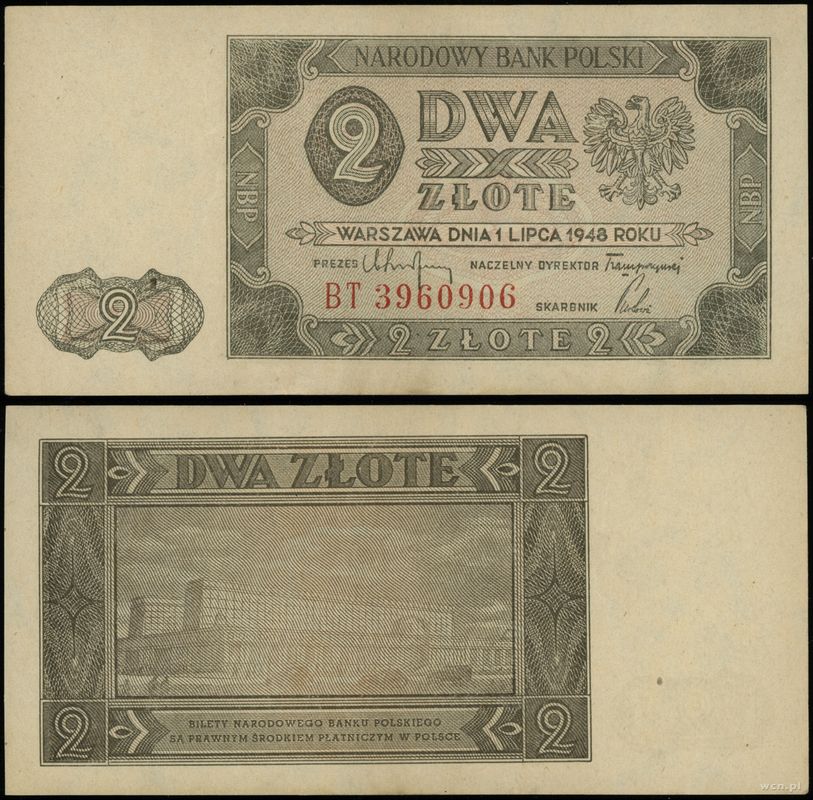 NARODOWY BANK POLSKI
2 DWA
ZŁOTE
NBP
NBP
WARSZAWA DNIA 1 LIPCA 1948 ROKU
PREZES NACZELNY DYREKTOR
BT 3960906 SKARBNIK
2
2 ZŁOTE 2
2 DWA ZŁOTE 2
2 BILETY NARODOWEGO BANKU POLSKIEGO 2
SĄ PRAWNYM ŚRODKIEM PŁATNICZYM W POLSCE
wcn.pl